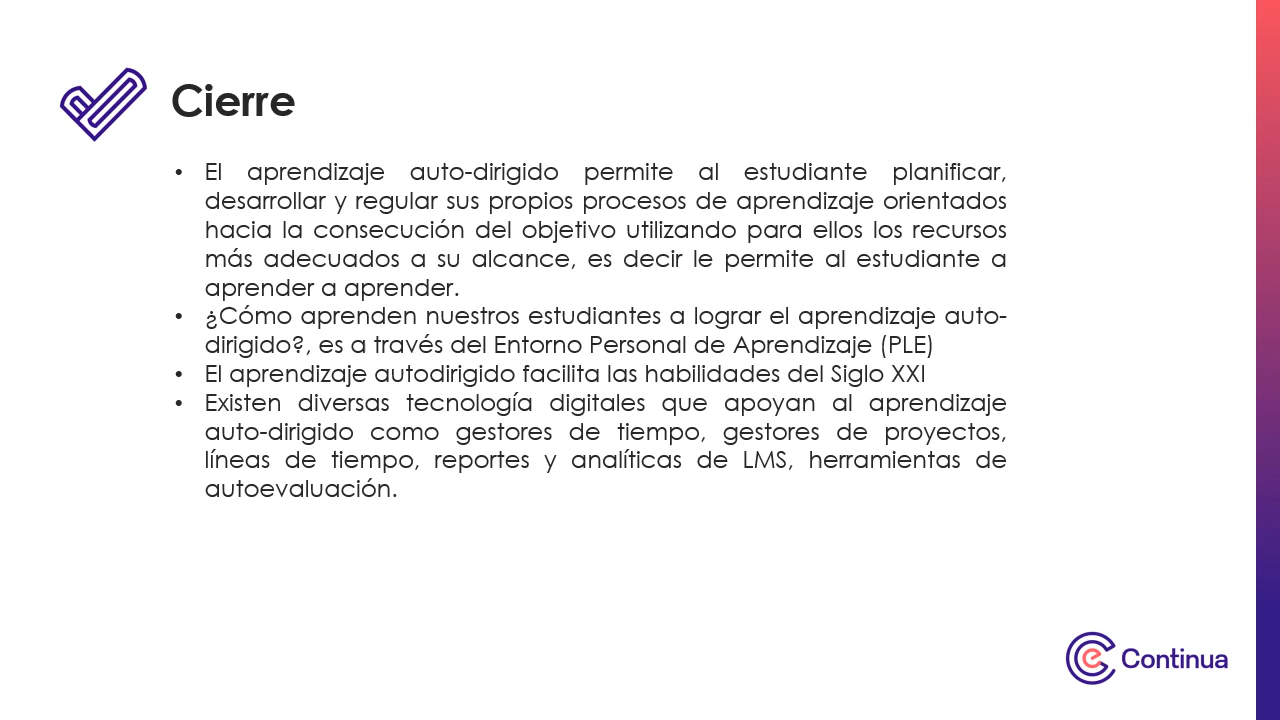 Cierre
• El aprendizaje auto-dirigido permite al estudiante planificar,
desarrollar y regular sus propios procesos de aprendizaje orientados
hacia la consecución del objetivo utilizando para ellos los recursos
más adecuados a su alcance, es decir le permite al estudiante a
aprender a aprender.
• ¿Cómo aprenden nuestros estudiantes a lograr el aprendizaje auto-
dirigido?, es a través del Entorno Personal de Aprendizaje (PLE)
• El aprendizaje autodirigido facilita las habilidades del Siglo XXI
• Existen diversas tecnología digitales que apoyan al aprendizaje
auto-dirigido como gestores de tiempo, gestores de proyectos,
líneas de tiempo, reportes y analíticas de LMS, herramientas de
autoevaluación.
e Continua